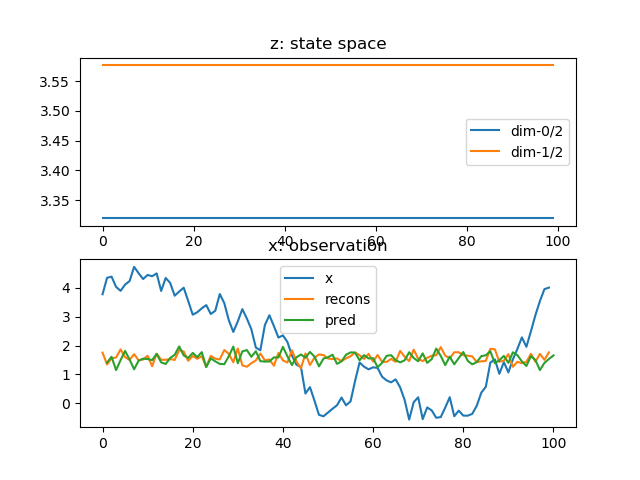 z: state space
3.55
3.50
3.45
3.40
3.35
dim-0/2
dim-1/2
0 20 40 60 80 100
x: observation
4
3
2
1
0
x
recons
pred
0 20 40 60 80 100